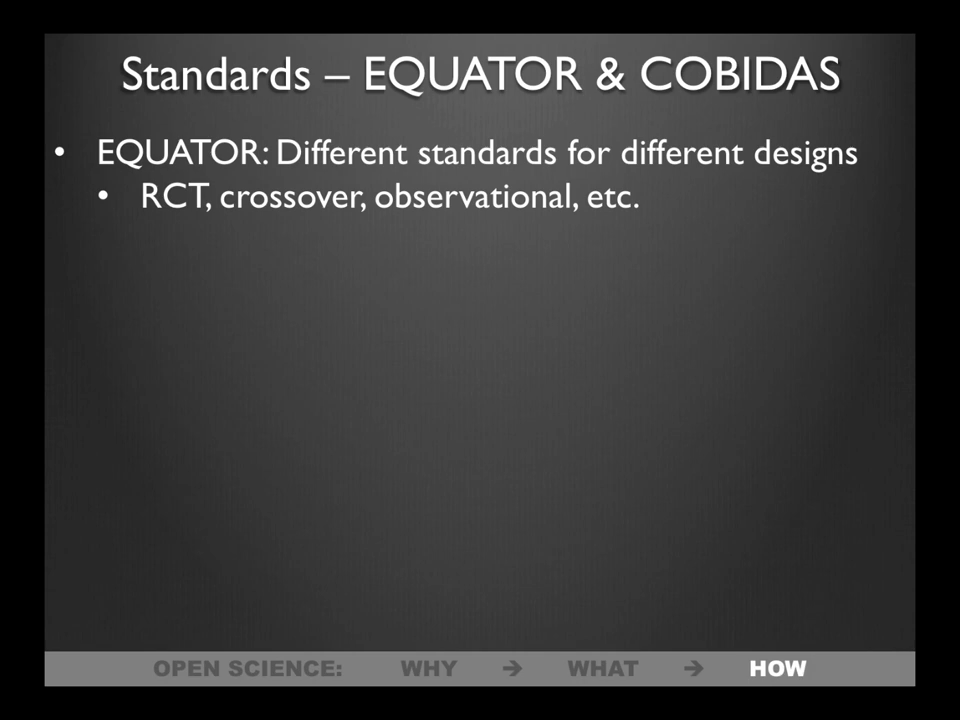 Standards – EQUATOR & COBIDAS
• EQUATOR: Different standards for different designs
• RCT, crossover, observational, etc.
OPEN SCIENCE: WHY → WHAT → HOW